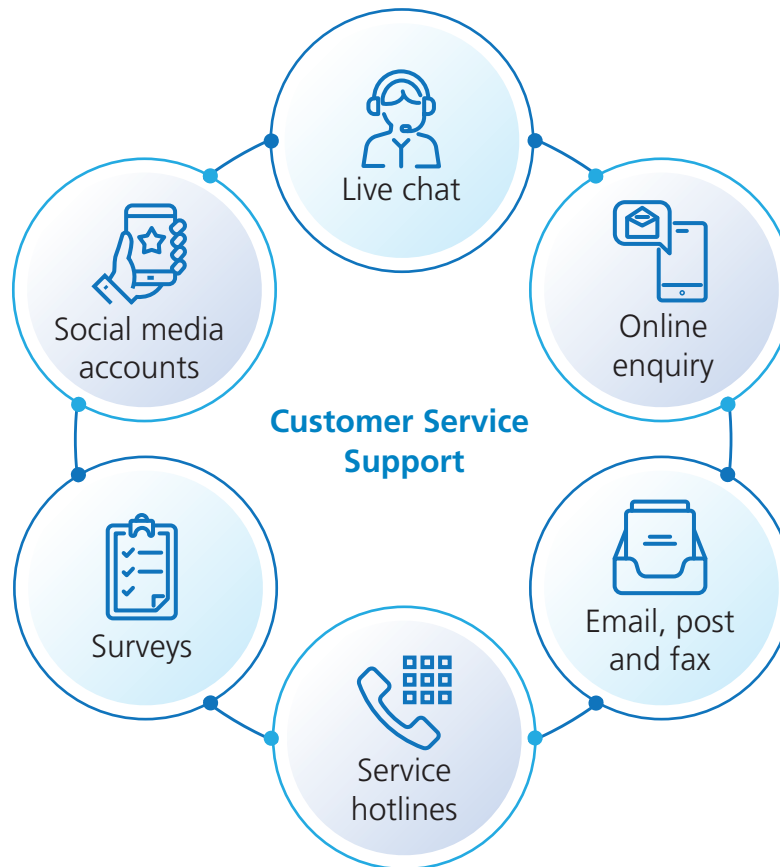 Live chat
Online
enquiry
Email, post
and fax
Service
hotlines
Surveys
Social media
accounts
Customer Service
Support